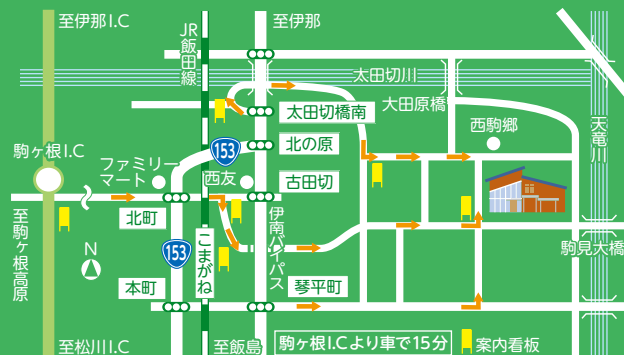 至伊那I.C
JR飯田線
至伊那
太田切川
太田切橋南
大田原橋
西駒郷
天竜川
北の原
153
駒ヶ根I.C
ファミリー
マート
西友
古田切
北町
伊南バイパス
至駒ヶ根高原
N
153
こまがね
駒見大橋
本町
琴平町
至松川I.C
至飯島
駒ヶ根I.Cより車で15分
案内看板